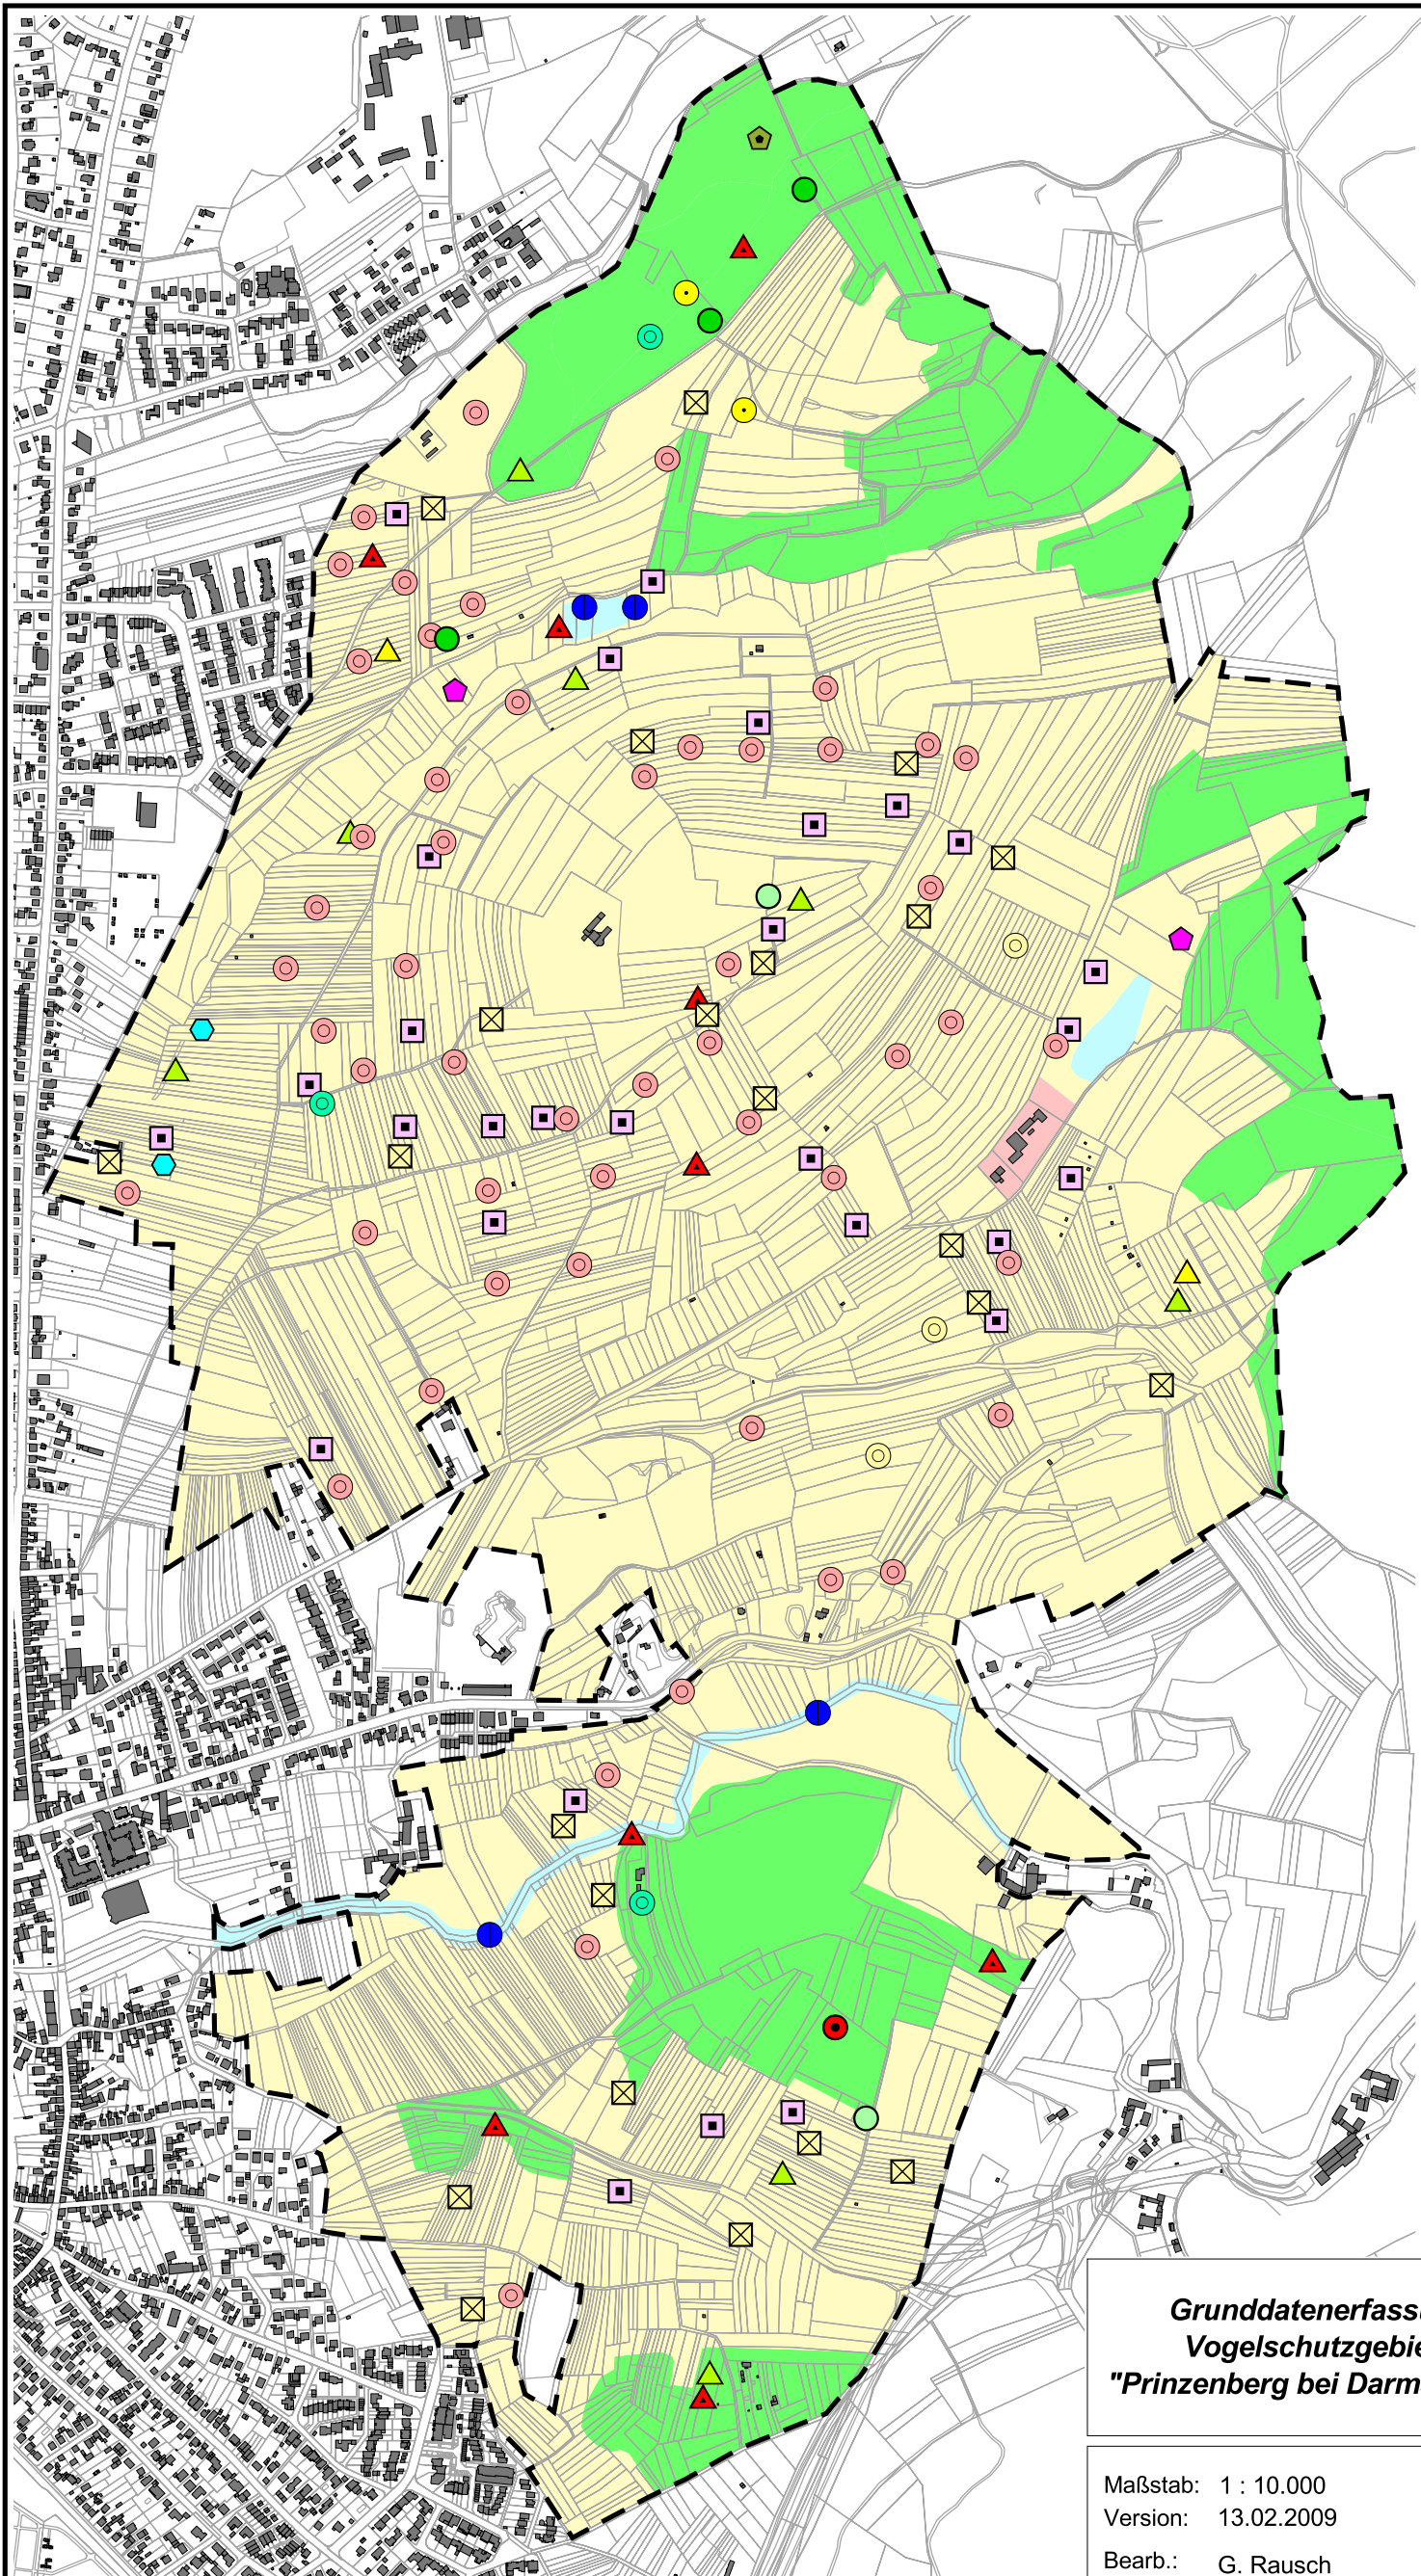 Grunddatenerfass
Vogelschutzgebie
"Prinzenberg bei Darm
Maßstab: 1 : 10.000
Version: 13.02.2009
Bearb.: G. Rausch